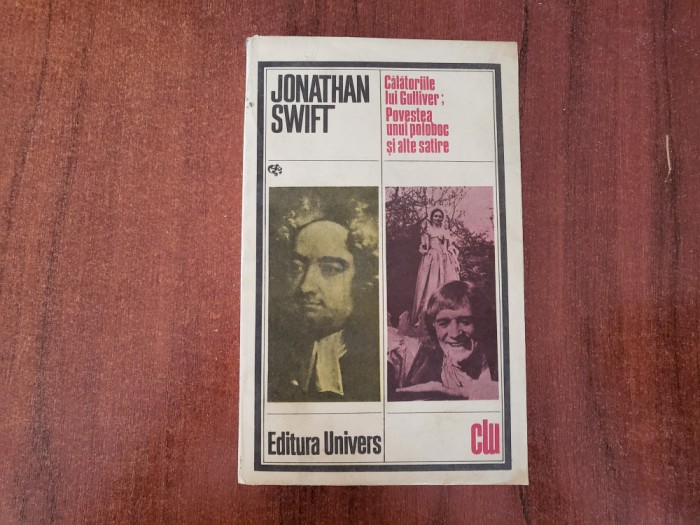 JONATHAN
SWIFT
Călătoriile
lui Gulliver;
Povestea
unui poloboc
și alte satire
Editura Univers
clu